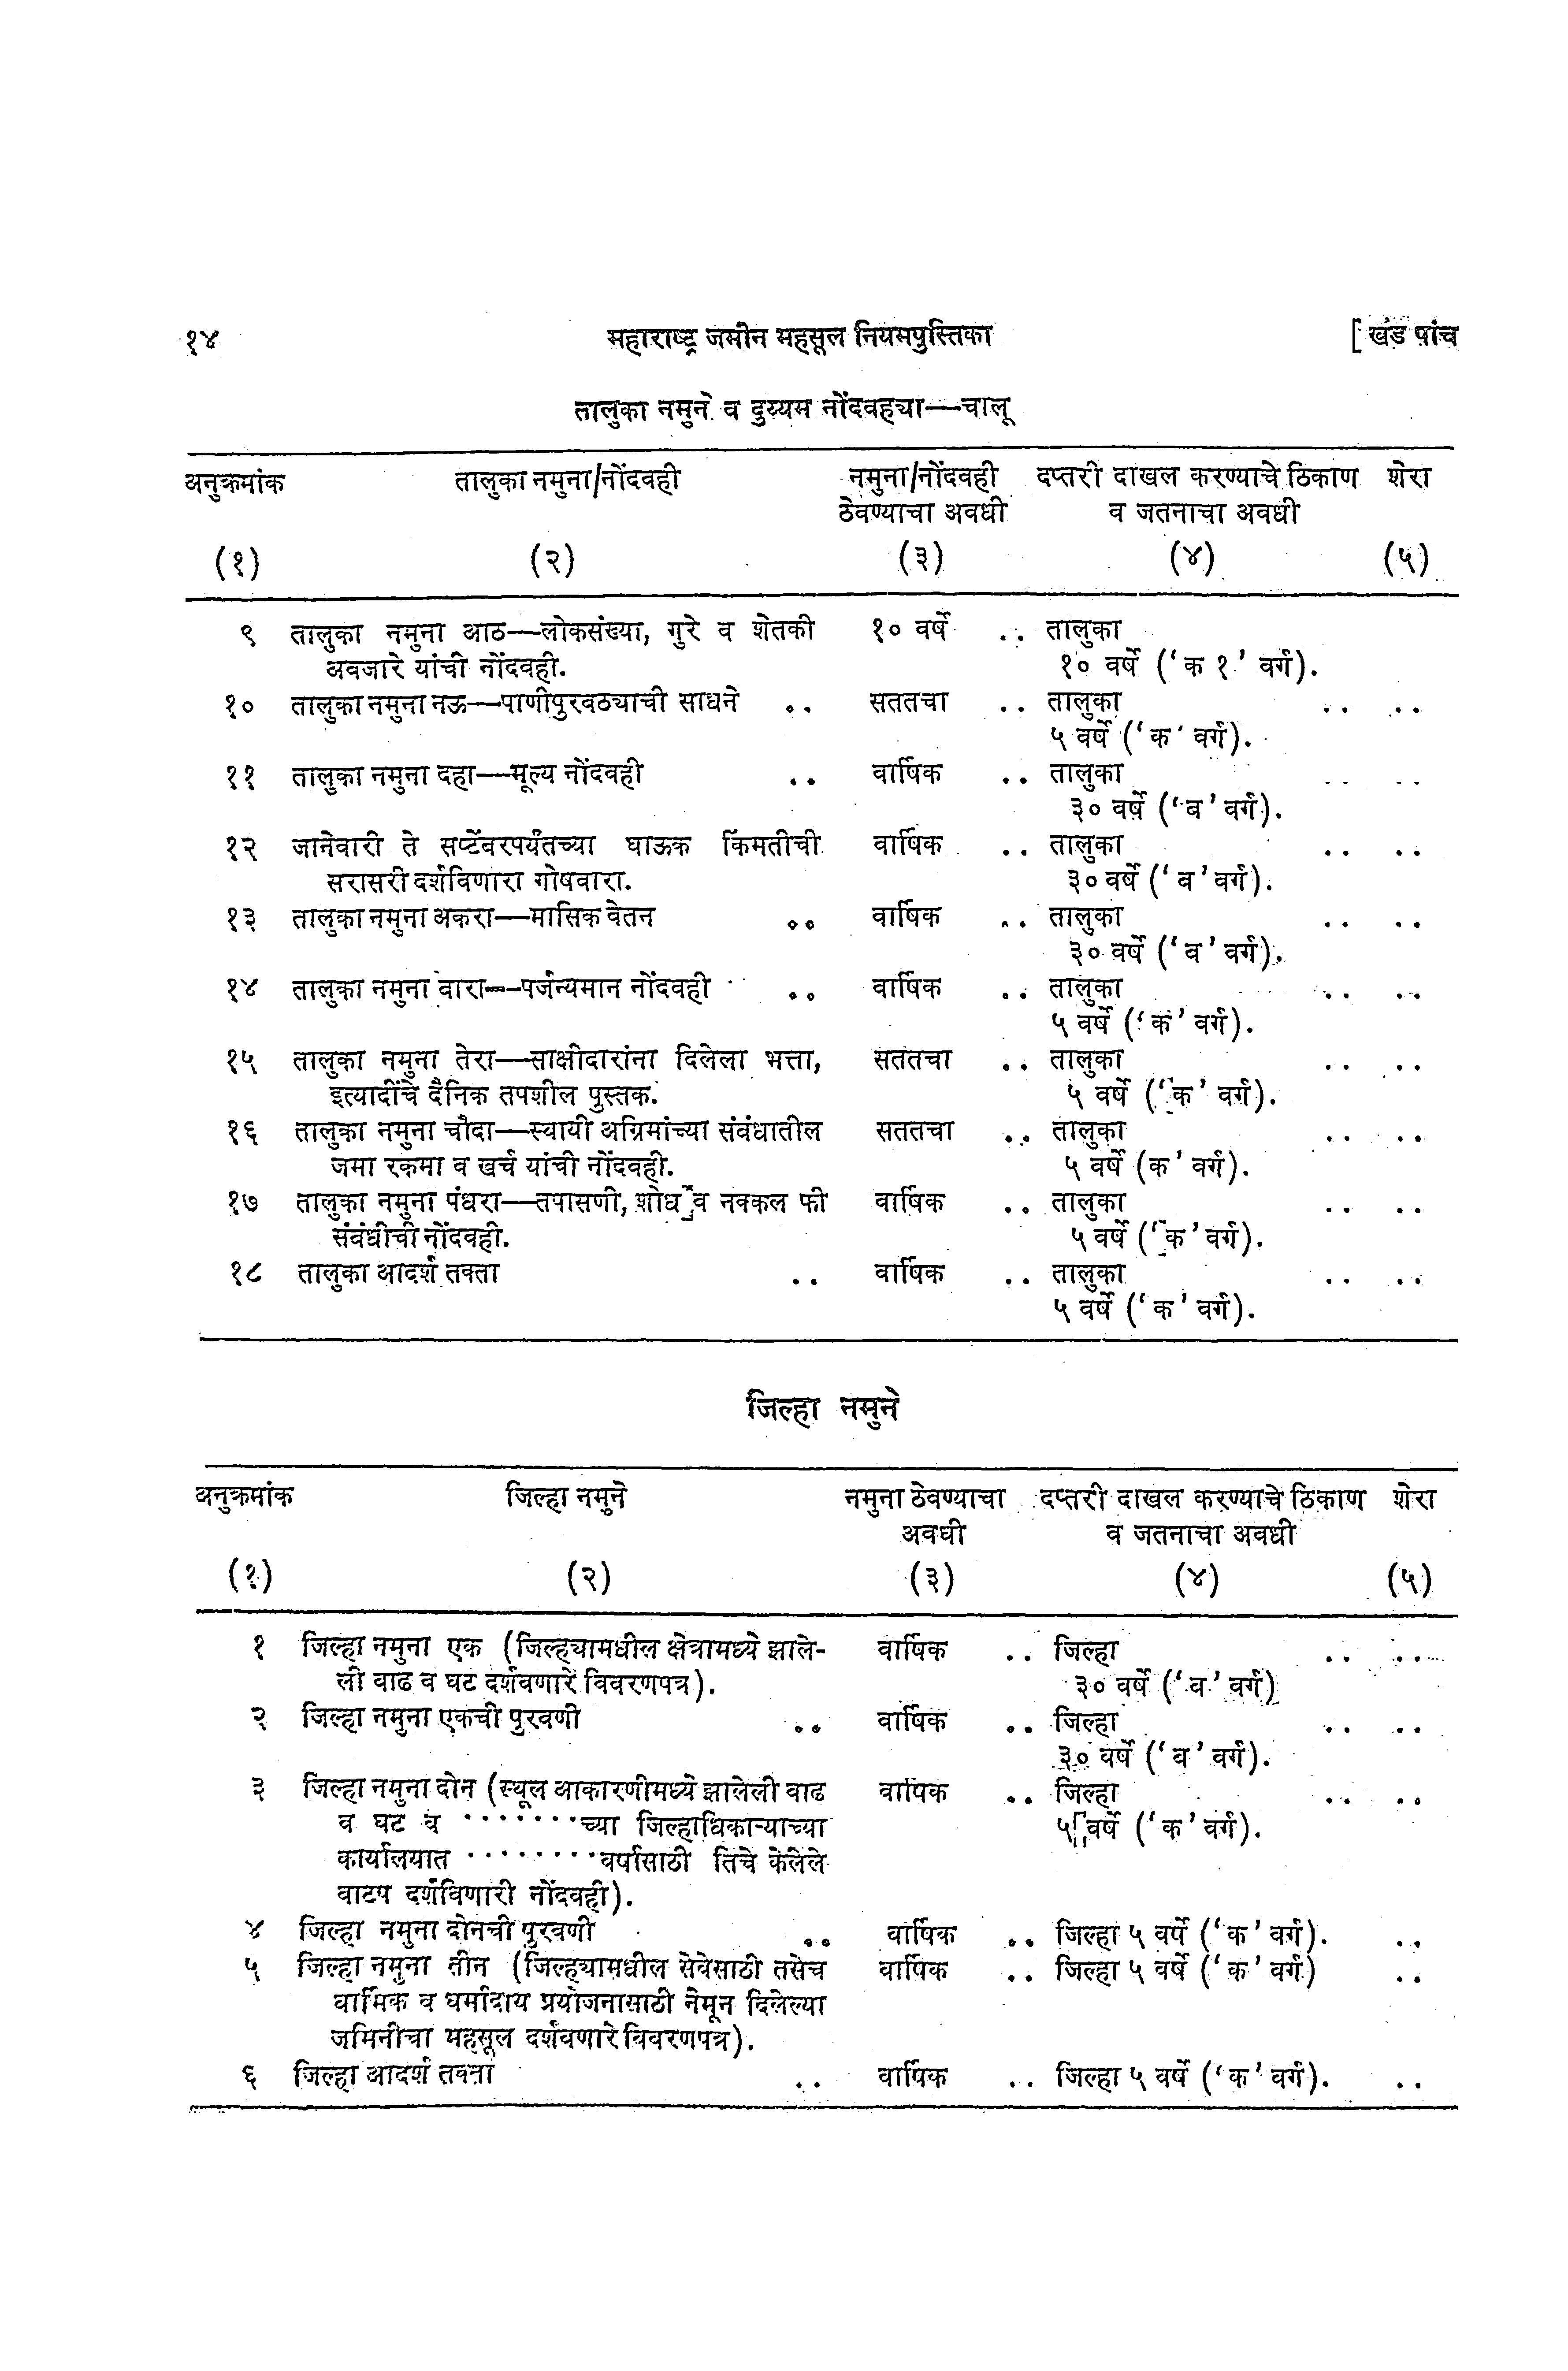 १४ महाराष्ट्र जमीन महसूल नियमपुस्तिका [ खंड पांच
तालुका नमुने व दुय्यम नोंदवह्या—चालू
अनुक्रमांक तालुका नमुना/नोंदवही नमुना/नोंदवही दप्तरी दाखल करण्याचे ठिकाण शेरा
ठेवण्याचा अवधी व जतनाचा अवधी
(१) (२) (३) (४) (५)
९ तालुका नमुना आठ—लोकसंख्या, गुरे व शेतकी १० वर्षे .. तालुका
अवजारे यांची नोंदवही. १० वर्षे (‘ क १ ’ वर्ग).
१० तालुका नमुना नऊ—पाणीपुरवठ्याची साधने .. सततचा .. तालुका .. ..
५ वर्षे (‘ क ’ वर्ग).
११ तालुका नमुना दहा—मूल्य नोंदवही .. वार्षिक .. तालुका .. ..
३० वर्षे (‘ ब ’ वर्ग).
१२ जानेवारी ते सप्टेंबरपर्यंतच्या घाऊक किंमतीची वार्षिक .. तालुका .. ..
सरासरी दर्शविणारा गोषवारा. ३० वर्षे (‘ ब ’ वर्ग).
१३ तालुका नमुना अकरा—मासिक वेतन .. वार्षिक .. तालुका .. ..
३० वर्षे (‘ ब ’ वर्ग).
१४ तालुका नमुना बारा—पर्जन्यमान नोंदवही .. वार्षिक .. तालुका .. ..
५ वर्षे (‘ क ’ वर्ग).
१५ तालुका नमुना तेरा—साक्षीदारांना दिलेला भत्ता, सततचा .. तालुका .. ..
इत्यादींचे दैनिक तपशील पुस्तक. ५ वर्षे (‘ क ’ वर्ग).
१६ तालुका नमुना चौदा—स्थायी अग्रिमांच्या संबंधातील सततचा .. तालुका .. ..
जमा रकमा व खर्च यांची नोंदवही. ५ वर्षे (क ’ वर्ग).
१७ तालुका नमुना पंधरा—तपासणी, शोध व नक्कल फी वार्षिक .. तालुका .. ..
संबंधीची नोंदवही. ५ वर्षे (‘ क ’ वर्ग).
१८ तालुका आदर्श तक्ता .. वार्षिक .. तालुका .. ..
५ वर्षे (‘ क ’ वर्ग).
जिल्हा नमुने
अनुक्रमांक जिल्हा नमुने नमुना ठेवण्याचा दप्तरी दाखल करण्याचे ठिकाण शेरा
अवधी व जतनाचा अवधी
(१) (२) (३) (४) (५)
१ जिल्हा नमुना एक (जिल्ह्यामधील क्षेत्रामध्ये झाले- वार्षिक .. जिल्हा .. ..
ली वाढ व घट दर्शवणारे विवरणपत्र). ३० वर्षे (‘ ब ’ वर्ग)
२ जिल्हा नमुना एकची पुरवणी .. वार्षिक .. जिल्हा .. ..
३० वर्षे (‘ ब ’ वर्ग).
३ जिल्हा नमुना दोन (स्थूल आकारणीमध्ये झालेली वाढ वार्षिक .. जिल्हा .. ..
व घट व ........च्या जिल्हाधिकाऱ्याच्या ५ वर्षे (‘ क ’ वर्ग).
कार्यालयात ........वर्षासाठी तिचे केलेले
वाटप दर्शविणारी नोंदवही).
४ जिल्हा नमुना दोनची पुरवणी .. वार्षिक .. जिल्हा ५ वर्षे (‘ क ’ वर्ग). ..
५ जिल्हा नमुना तीन (जिल्ह्यामधील सेवेसाठी तसेच वार्षिक .. जिल्हा ५ वर्षे (‘ क ’ वर्ग) ..
धार्मिक व धर्मादाय प्रयोजनासाठी नेमून दिलेल्या
जमिनीचा महसूल दर्शवणारे विवरणपत्र).
६ जिल्हा आदर्श तक्ता .. वार्षिक .. जिल्हा ५ वर्षे (‘ क ’ वर्ग). ..